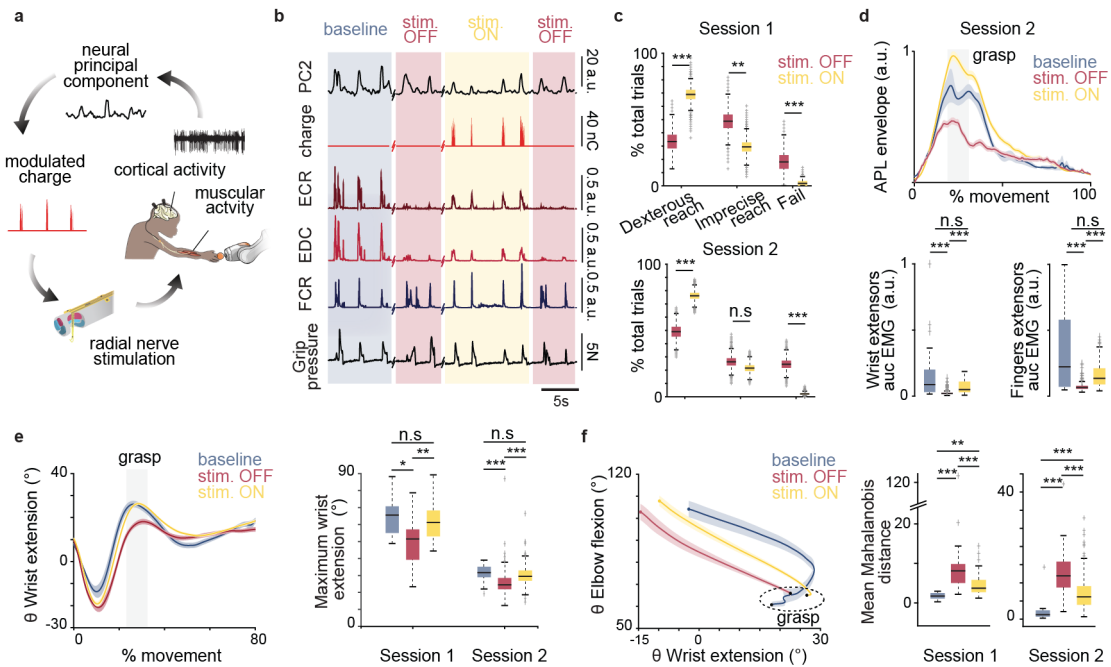 a
neural
principal
component
modulated
charge
cortical activity
muscular
actvity
radial nerve
stimulation
b
baseline
stim.
OFF
stim.
ON
stim.
OFF
PC2
20 a.u.
charge
40 nC
ECR
0.5 a.u.
EDC
0.5 a.u.
FCR
0.5 a.u.
Grip
pressure
5N
5s
c
Session 1
stim. OFF
stim. ON
% total trials
100
0
***
**
***
Dexterous
reach
Imprecise
reach
Fail
Session 2
% total trials
100
0
***
n.s
***
d
Session 2
grasp
baseline
stim. OFF
stim. ON
APL envelope (a.u.)
1
0
0
100
% movement
n.s
***
***
Wrist extensors
auc EMG (a.u.)
1
0
n.s
***
***
Fingers extensors
auc EMG (a.u.)
1
0
e
grasp
baseline
stim. OFF
stim. ON
θ Wrist extension (°)
40
0
-30
0
80
% movement
Maximum wrist
extension (°)
90
0
n.s
*
**
n.s
***
***
Session 1
Session 2
f
baseline
stim. OFF
stim. ON
θ Elbow flexion (°)
120
50
grasp
-15
0
30
θ Wrist extension (°)
Mean Mahalanobis
distance
120
20
0
**
***
***
Session 1
40
0
***
***
***
Session 2